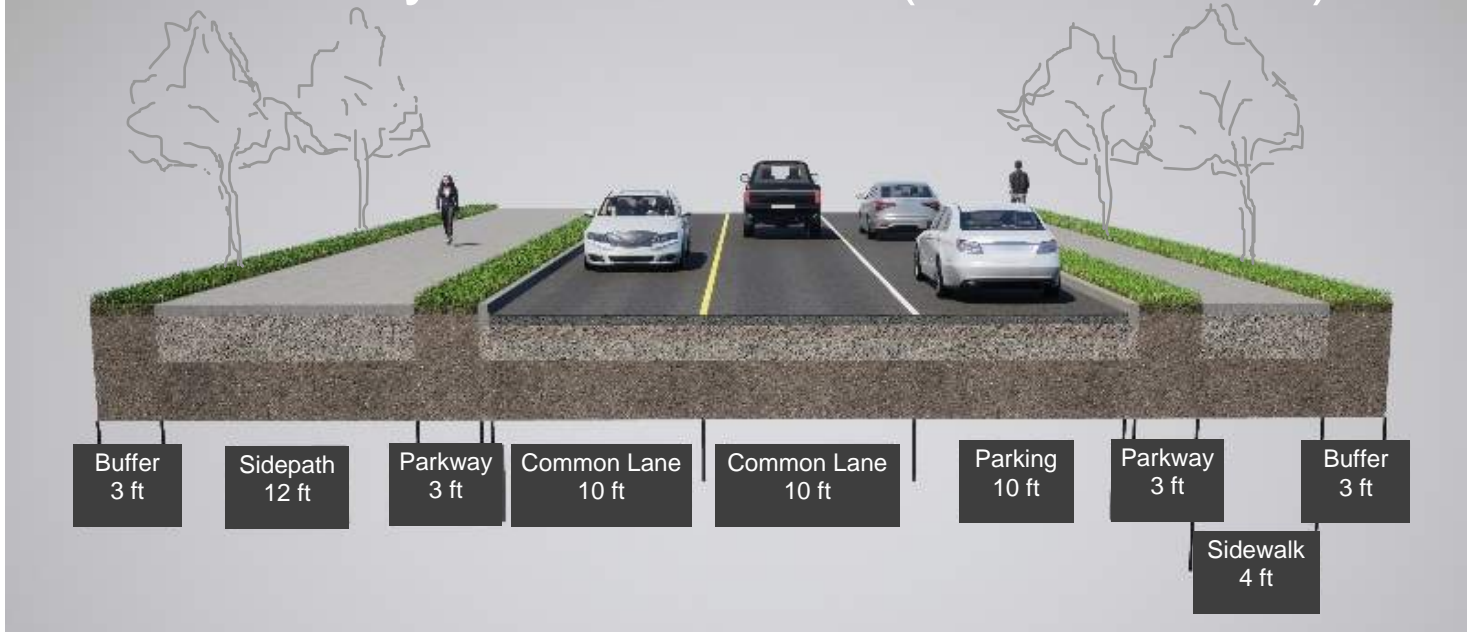 Buffer
3 ft
Sidepath
12 ft
Parkway
3 ft
Common Lane
10 ft
Common Lane
10 ft
Parking
10 ft
Parkway
3 ft
Sidewalk
4 ft
Buffer
3 ft